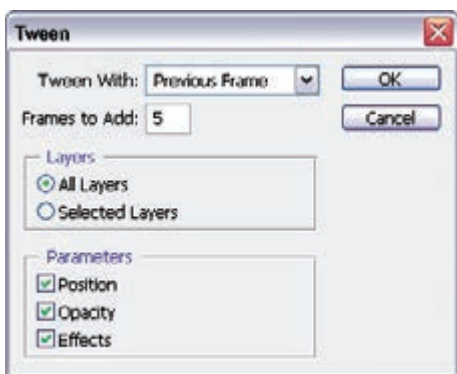 Tween
Tween With: Previous Frame OK
Frames to Add: 5 Cancel
Layers
All Layers
Selected Layers
Parameters
Position
Opacity
Effects